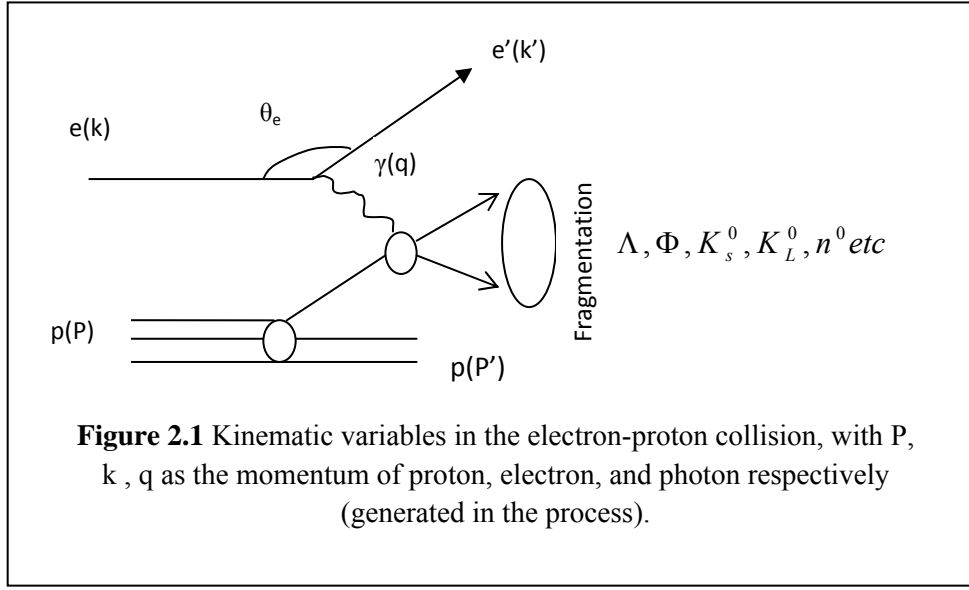 e'(k')
θe
e(k)
γ(q)
Fragmentation
Λ, Φ, K_s^0, K_L^0, n^0 etc
p(P)
p(P')
Figure 2.1 Kinematic variables in the electron-proton collision, with P,
k , q as the momentum of proton, electron, and photon respectively
(generated in the process).